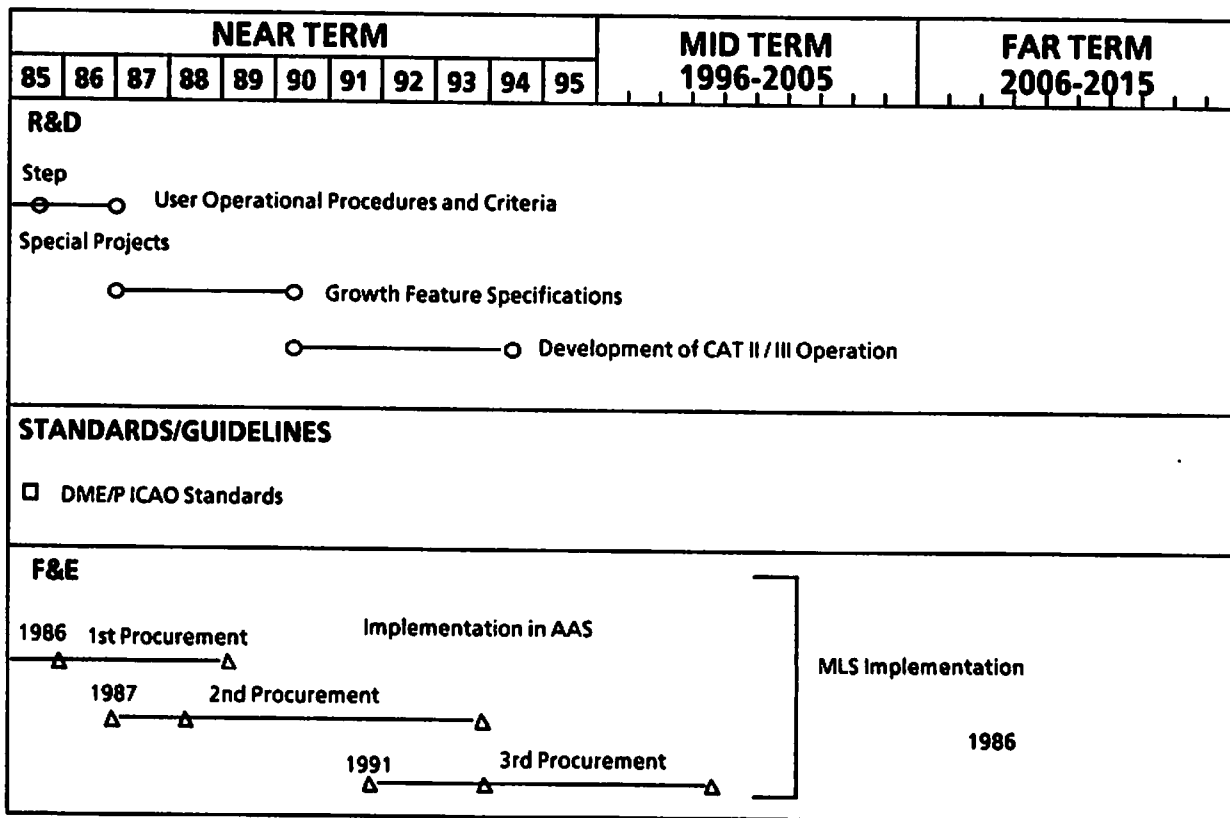 NEAR TERM
MID TERM
1996-2005
FAR TERM
2006-2015
85 86 87 88 89 90 91 92 93 94 95
R&D
Step
User Operational Procedures and Criteria
Special Projects
Growth Feature Specifications
Development of CAT II / III Operation
STANDARDS/GUIDELINES
DME/P ICAO Standards
F&E
1986 1st Procurement
Implementation in AAS
MLS Implementation
1987 2nd Procurement
1986
1991 3rd Procurement